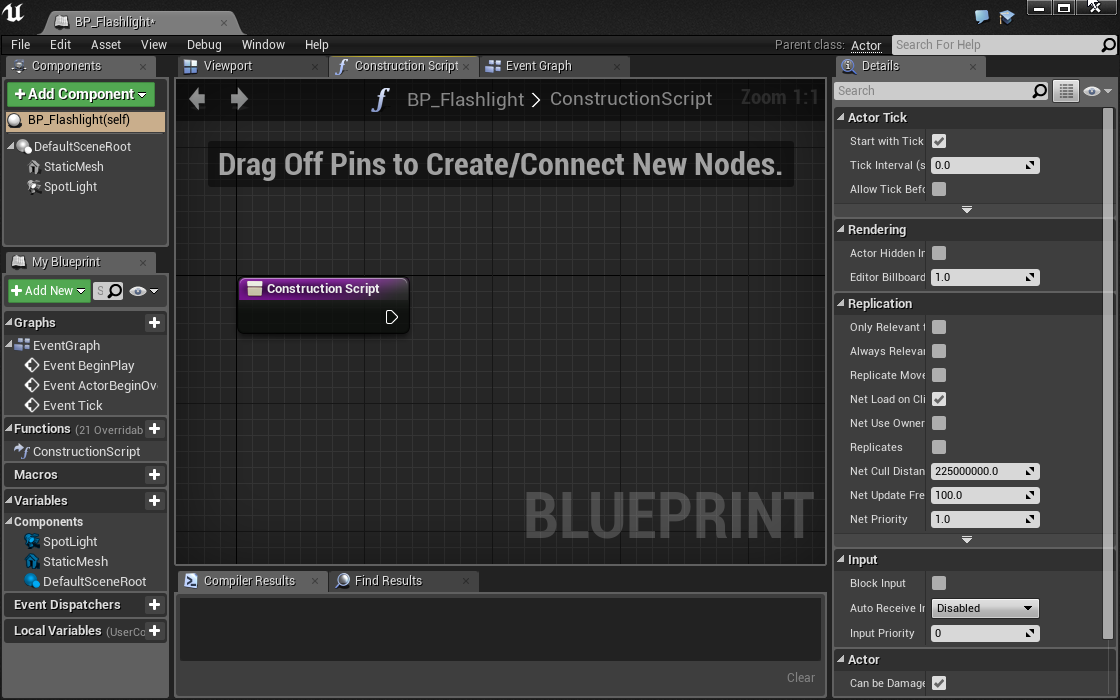 BP_Flashlight*
File Edit Asset View Debug Window Help
Parent class: Actor
Search For Help
Components
Add Component
BP_Flashlight(self)
DefaultSceneRoot
StaticMesh
SpotLight
My Blueprint
Add New
S
Graphs
EventGraph
Event BeginPlay
Event ActorBeginOv
Event Tick
Functions (21 Overridab
ConstructionScript
Macros
Variables
Components
SpotLight
StaticMesh
DefaultSceneRoot
Event Dispatchers
Local Variables (UserCo
Viewport
Construction Script
Event Graph
BP_Flashlight > ConstructionScript
Zoom 1:1
Drag Off Pins to Create/Connect New Nodes.
Construction Script
BLUEPRINT
Compiler Results
Find Results
Clear
Details
Search
Actor Tick
Start with Tick
Tick Interval (s 0.0
Allow Tick Befo
Rendering
Actor Hidden In
Editor Billboard 1.0
Replication
Only Relevant t
Always Relevan
Replicate Move
Net Load on Cli
Net Use Owner
Replicates
Net Cull Distan 225000000.0
Net Update Fre 100.0
Net Priority 1.0
Input
Block Input
Auto Receive In Disabled
Input Priority 0
Actor
Can be Damage